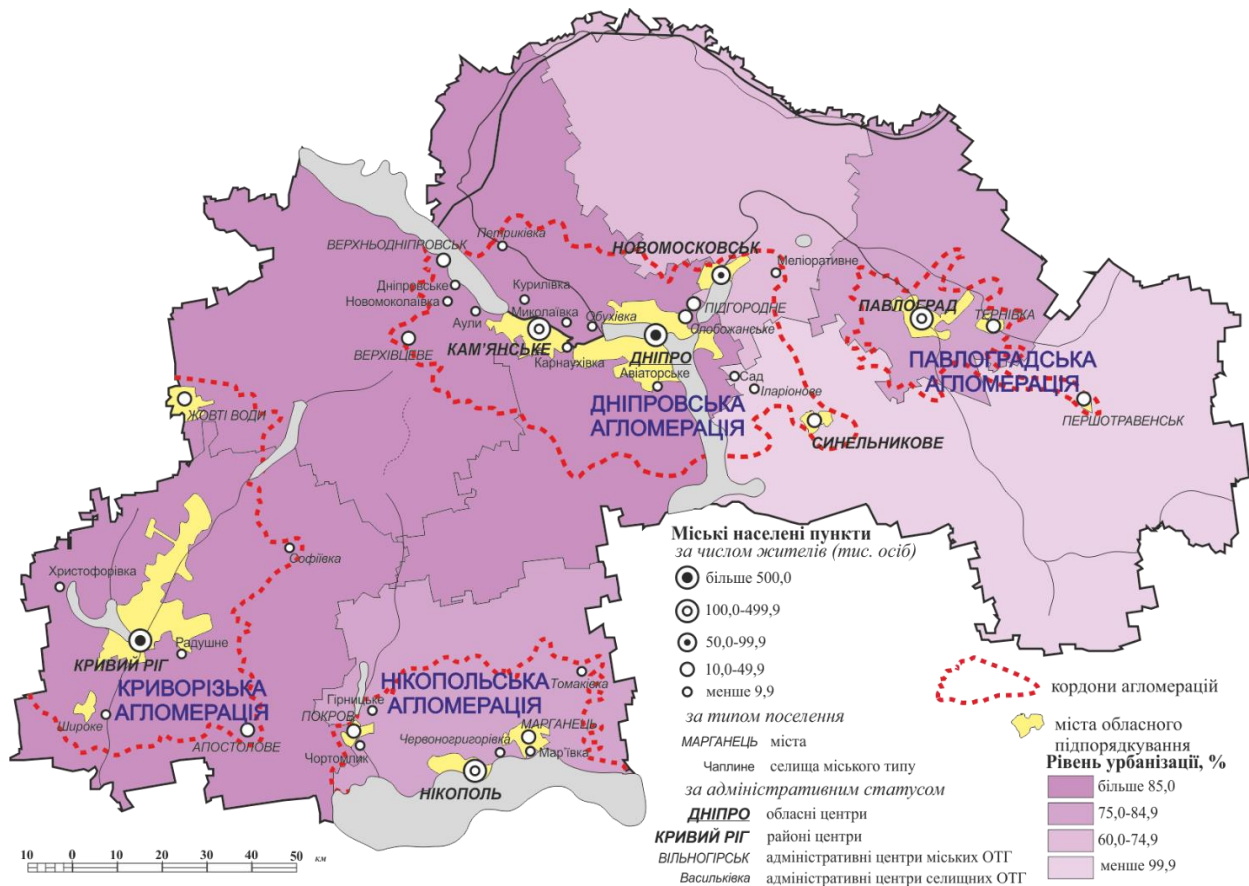 Петриківка
ВЕРХНЬОДНІПРОВСЬК
НОВОМОСКОВСЬК
Меліоративне
Дніпровське
Курилівка
Новомоколаївка
ПІДГОРОДНЕ
ПАВЛОГРАД
Аули
Миколаївка
Обухівка
Слобожанське
ТЕРНІВКА
КАМ'ЯНСЬКЕ
ВЕРХІВЦЕВЕ
Карнаухівка
ДНІПРО
ПАВЛОГРАДСЬКА
АГЛОМЕРАЦІЯ
Авіаторське
Сад
Іларіонове
ДНІПРОВСЬКА
АГЛОМЕРАЦІЯ
ЖОВТІ ВОДИ
ПЕРШОТРАВЕНСЬК
СИНЕЛЬНИКОВЕ
Софіївка
Христофорівка
Радушне
КРИВИЙ РІГ
КРИВОРІЗЬКА
АГЛОМЕРАЦІЯ
Широке
АПОСТОЛОВЕ
НІКОПОЛЬСЬКА
АГЛОМЕРАЦІЯ
Томаківка
Гірницьке
ПОКРОВ
Чортомлик
Червоногригорівка
МАРГАНЕЦЬ
Мар'ївка
НІКОПОЛЬ
Міські населені пункти
за числом жителів (тис. осіб)
більше 500,0
100,0-499,9
50,0-99,9
10,0-49,9
менше 9,9
за типом поселення
МАРГАНЕЦЬ міста
Чаплине селища міського типу
за адміністративним статусом
ДНІПРО обласні центри
КРИВИЙ РІГ районі центри
ВІЛЬНОГІРСЬК адміністративні центри міських ОТГ
Васильківка адміністративні центри селищних ОТГ
кордони агломерацій
міста обласного
підпорядкування
Рівень урбанізації, %
більше 85,0
75,0-84,9
60,0-74,9
менше 99,9
10 0 10 20 30 40 50 км